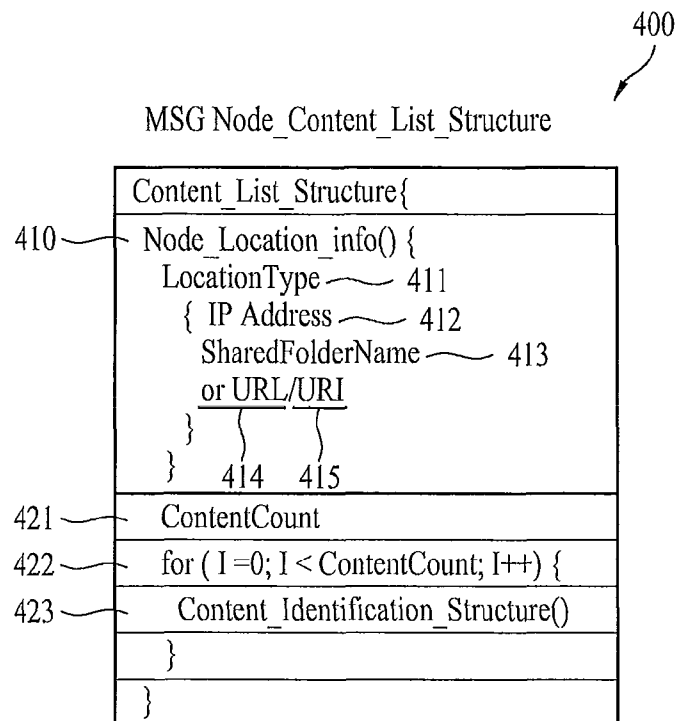 400
MSG Node_Content_List_Structure
Content_List_Structure{
410 Node_Location_info() {
LocationType 411
{ IP Address 412
SharedFolderName 413
or URL/URI
}
} 414 415
421 ContentCount
422 for ( I =0; I < ContentCount; I++) {
423 Content_Identification_Structure()
}
}